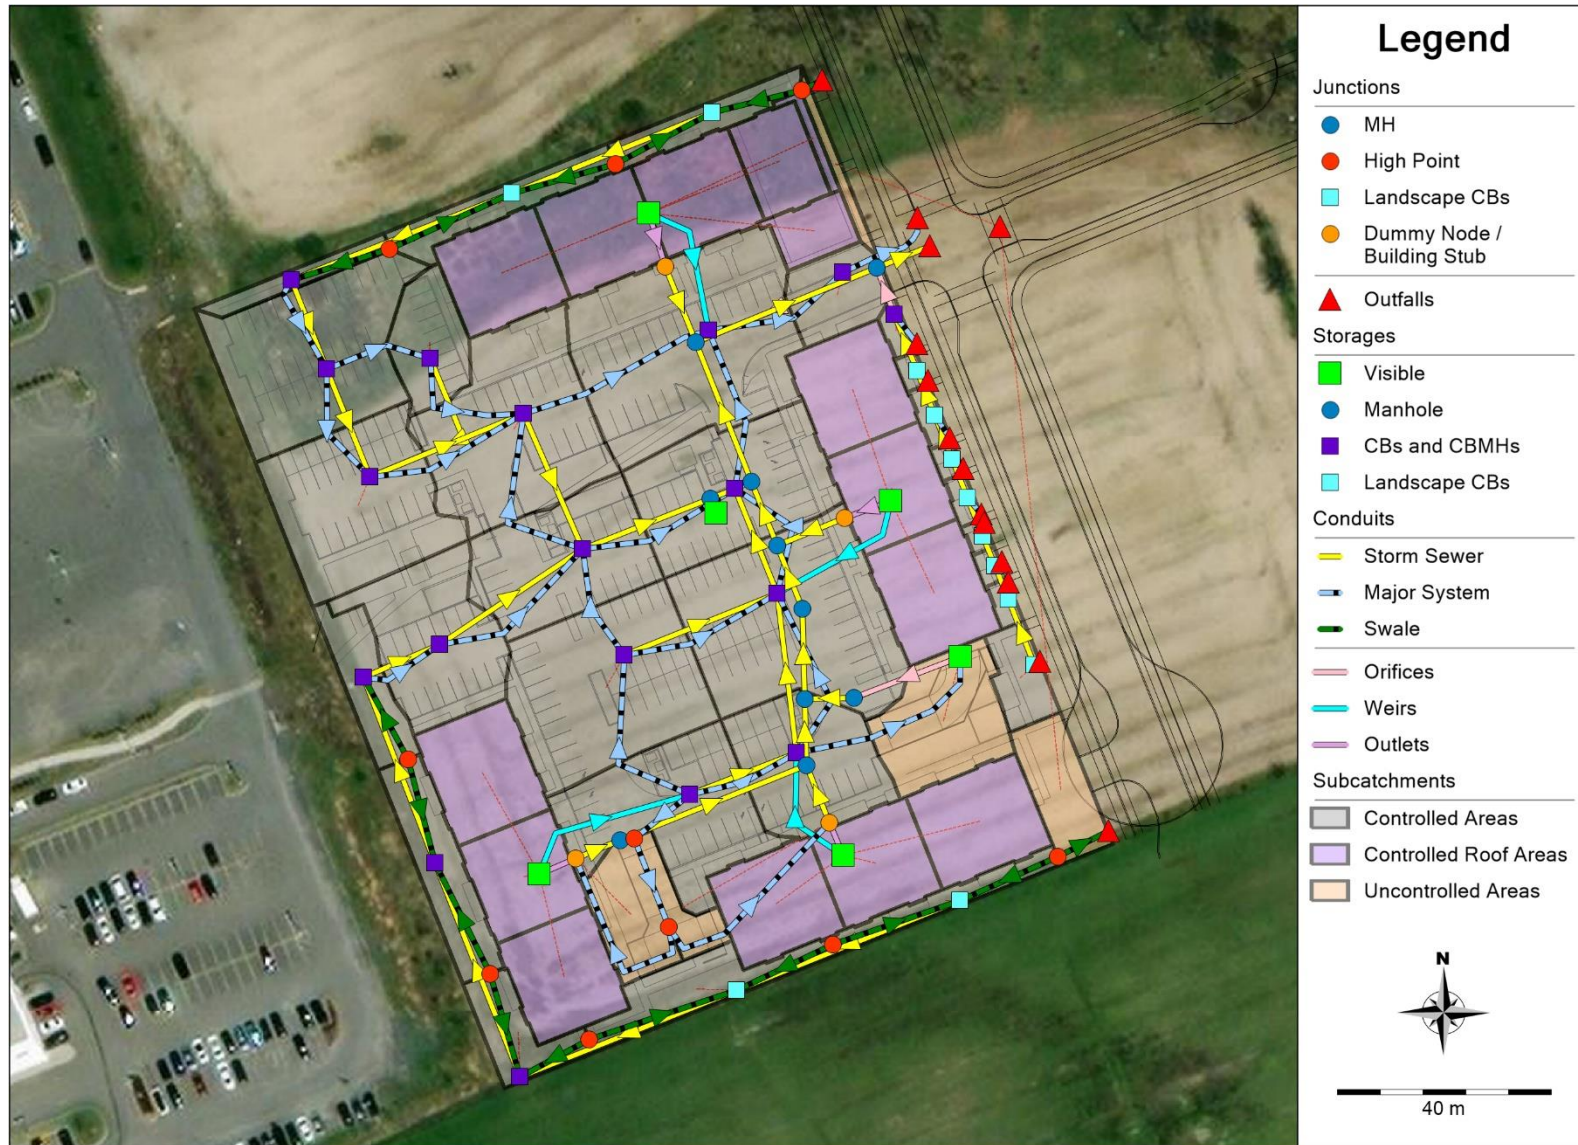 Legend
Junctions
MH
High Point
Landscape CBs
Dummy Node /
Building Stub
Outfalls
Storages
Visible
Manhole
CBs and CBMHs
Landscape CBs
Conduits
Storm Sewer
Major System
Swale
Orifices
Weirs
Outlets
Subcatchments
Controlled Areas
Controlled Roof Areas
Uncontrolled Areas
N
40 m